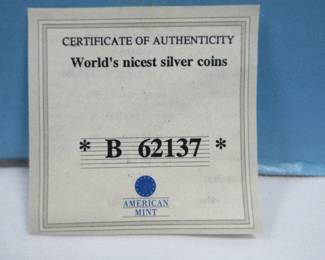 CERTIFICATE OF AUTHENTICITY
World's nicest silver coins
* B 62137 *
AMERICAN
MINT